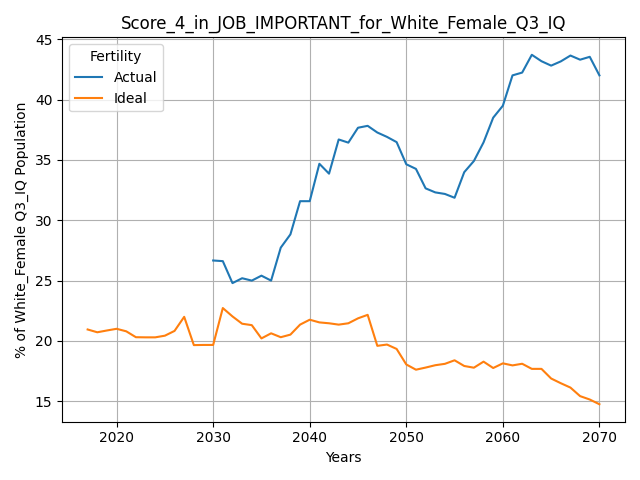 Score_4_in_JOB_IMPORTANT_for_White_Female_Q3_IQ
Fertility
Actual
Ideal
% of White_Female Q3_IQ Population
45
40
35
30
25
20
15
2020 2030 2040 2050 2060 2070
Years